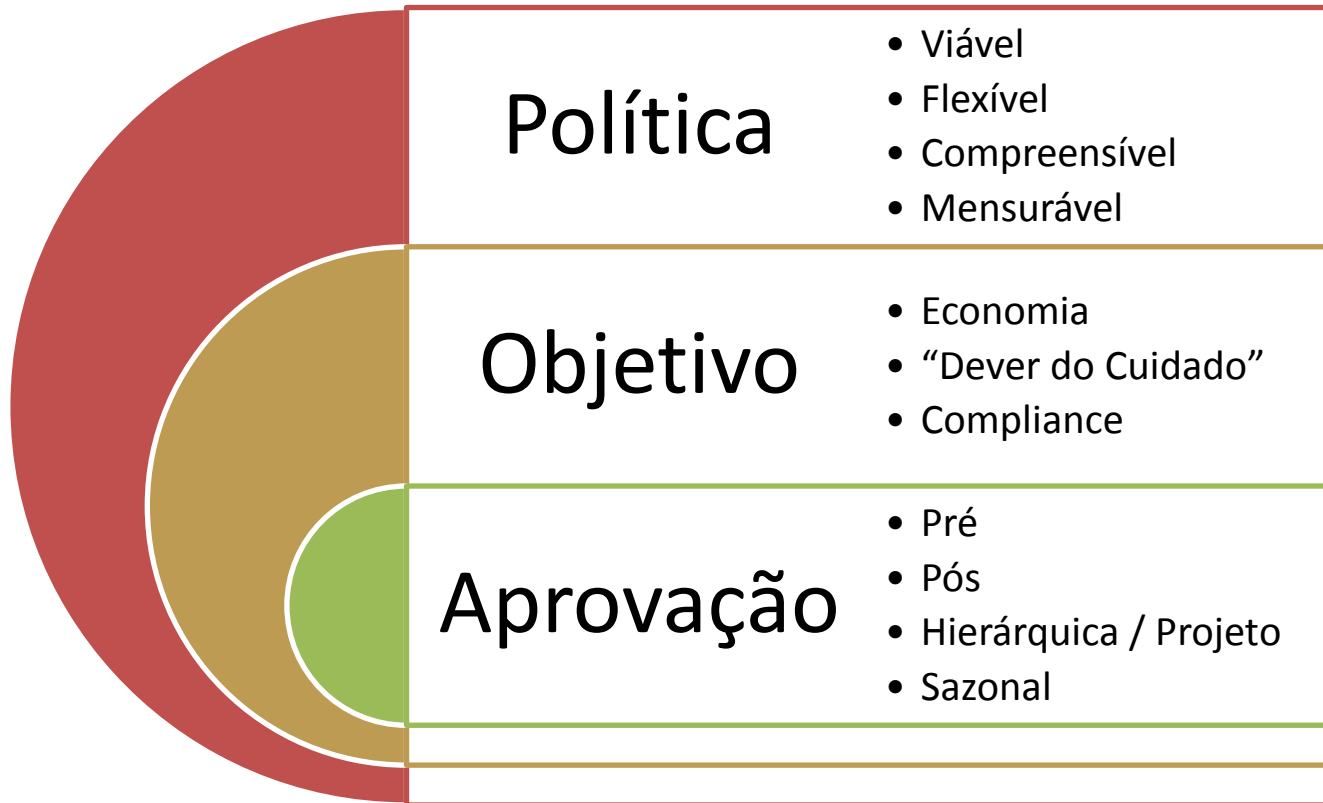 Política
• Viável
• Flexível
• Compreensível
• Mensurável
Objetivo
• Economia
• “Dever do Cuidado”
• Compliance
Aprovação
• Pré
• Pós
• Hierárquica / Projeto
• Sazonal